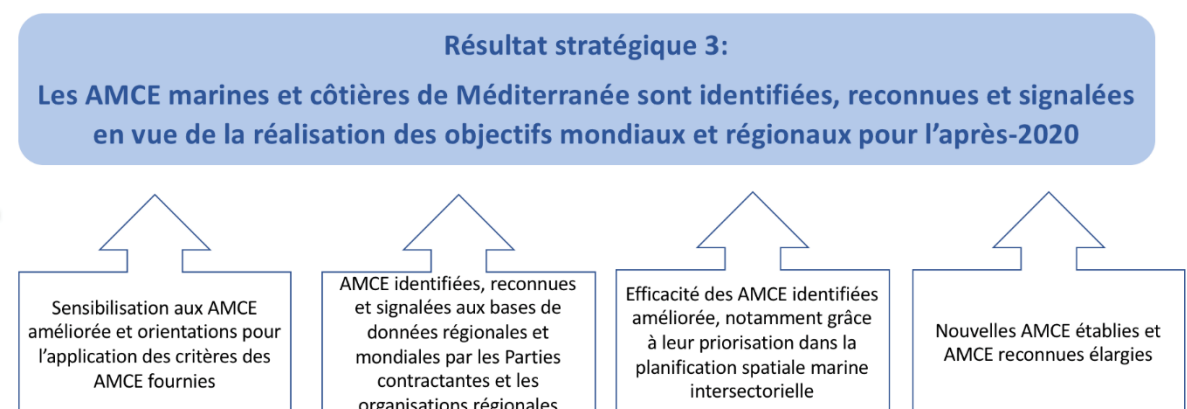 Résultat stratégique 3:
Les AMCE marines et côtières de Méditerranée sont identifiées, reconnues et signalées
en vue de la réalisation des objectifs mondiaux et régionaux pour l’après-2020
Sensibilisation aux AMCE
améliorée et orientations pour
l’application des critères des
AMCE fournies
AMCE identifiées, reconnues
et signalées aux bases de
données régionales et
mondiales par les Parties
contractantes et les
organisations régionales
Efficacité des AMCE identifiées
améliorée, notamment grâce
à leur priorisation dans la
planification spatiale marine
intersectorielle
Nouvelles AMCE établies et
AMCE reconnues élargies